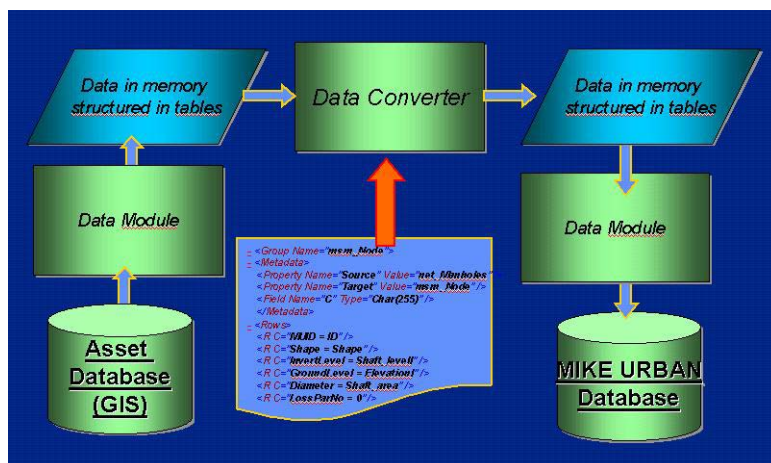 Data in memory
structured in tables
Data Converter
Data in memory
structured in tables
Data Module
Data Module
- <Group Name="msm_Node">
- <Metadata>
<Property Name="Source" Value="net_Manholes"
<Property Name="Target" Value="msm_Node"/>
<Field Name="C" Type="Char(255)"/>
</Metadata>
- <Rows>
<R C="MUID = ID"/>
<R C="Shape = Shape"/>
<R C="InvertLevel = Shaft_level1"/>
<R C="GroundLevel = Elevation1"/>
<R C="Diameter = Shaft_area"/>
<R C="LossParNo = 0"/>
Asset
Database
(GIS)
MIKE URBAN
Database